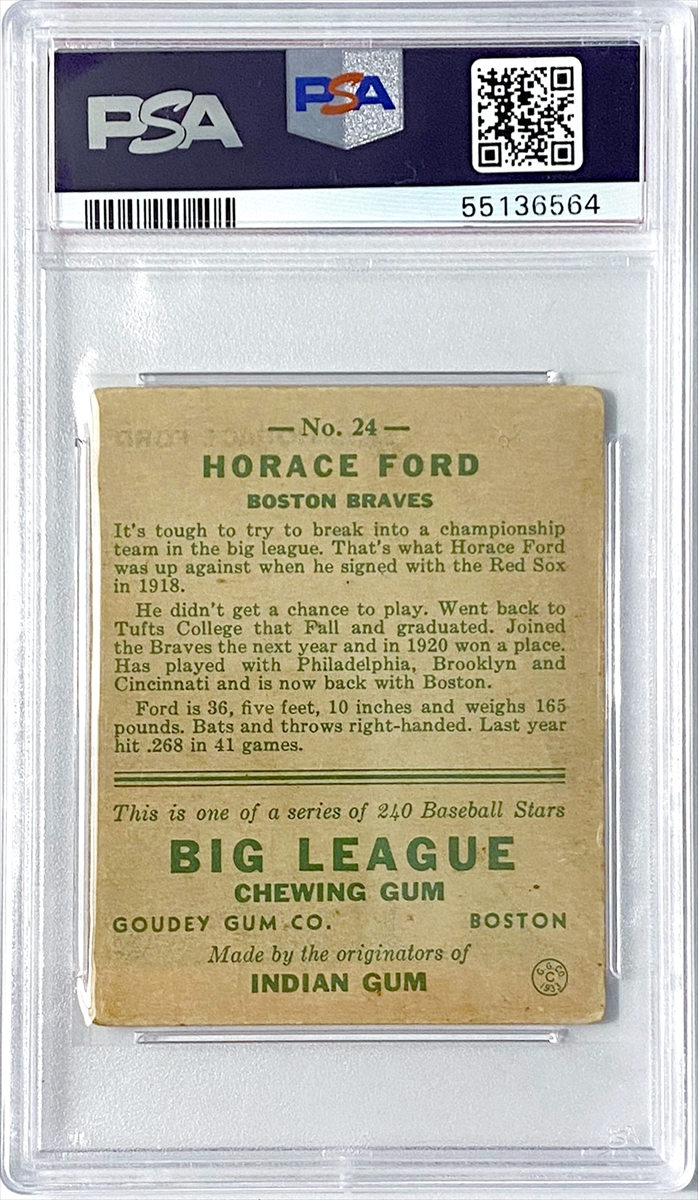 PSA
PSA
55136564
— No. 24 —
HORACE FORD
BOSTON BRAVES
It's tough to try to break into a championship
team in the big league. That's what Horace Ford
was up against when he signed with the Red Sox
in 1918.
He didn't get a chance to play. Went back to
Tufts College that Fall and graduated. Joined
the Braves the next year and in 1920 won a place.
Has played with Philadelphia, Brooklyn and
Cincinnati and is now back with Boston.
Ford is 36, five feet, 10 inches and weighs 165
pounds. Bats and throws right-handed. Last year
hit .268 in 41 games.
This is one of a series of 240 Baseball Stars
BIG LEAGUE
CHEWING GUM
GOUDEY GUM CO. BOSTON
Made by the originators of
INDIAN GUM
G.G.CO.
C
1933